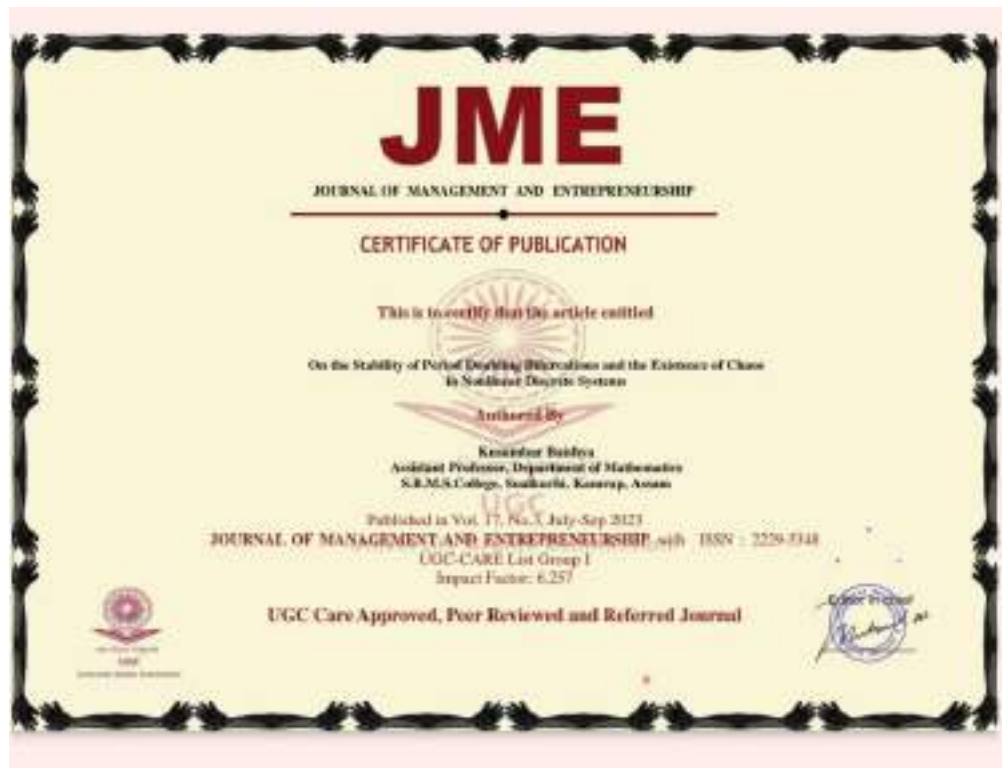 JME
JOURNAL OF MANAGEMENT AND ENTREPRENEURSHIP
CERTIFICATE OF PUBLICATION
This is to certify that the article entitled
On the Stability of Period Doubling Bifurcations and the Existence of Chaos
in Nonlinear Discrete Systems
Authored By
Baidya
Assistant Professor, Department of Mathematics
S.B.M.S.College, Sualkuchi, Kamrup, Assam
UGC
Published in Vol. 17, No.3, July-Sep 2023
JOURNAL OF MANAGEMENT AND ENTREPRENEURSHIP with ISSN : 2229-5348
UGC-CARE List Group I
Impact Factor: 6.257
UGC Care Approved, Peer Reviewed and Referred Journal
Editor in chief